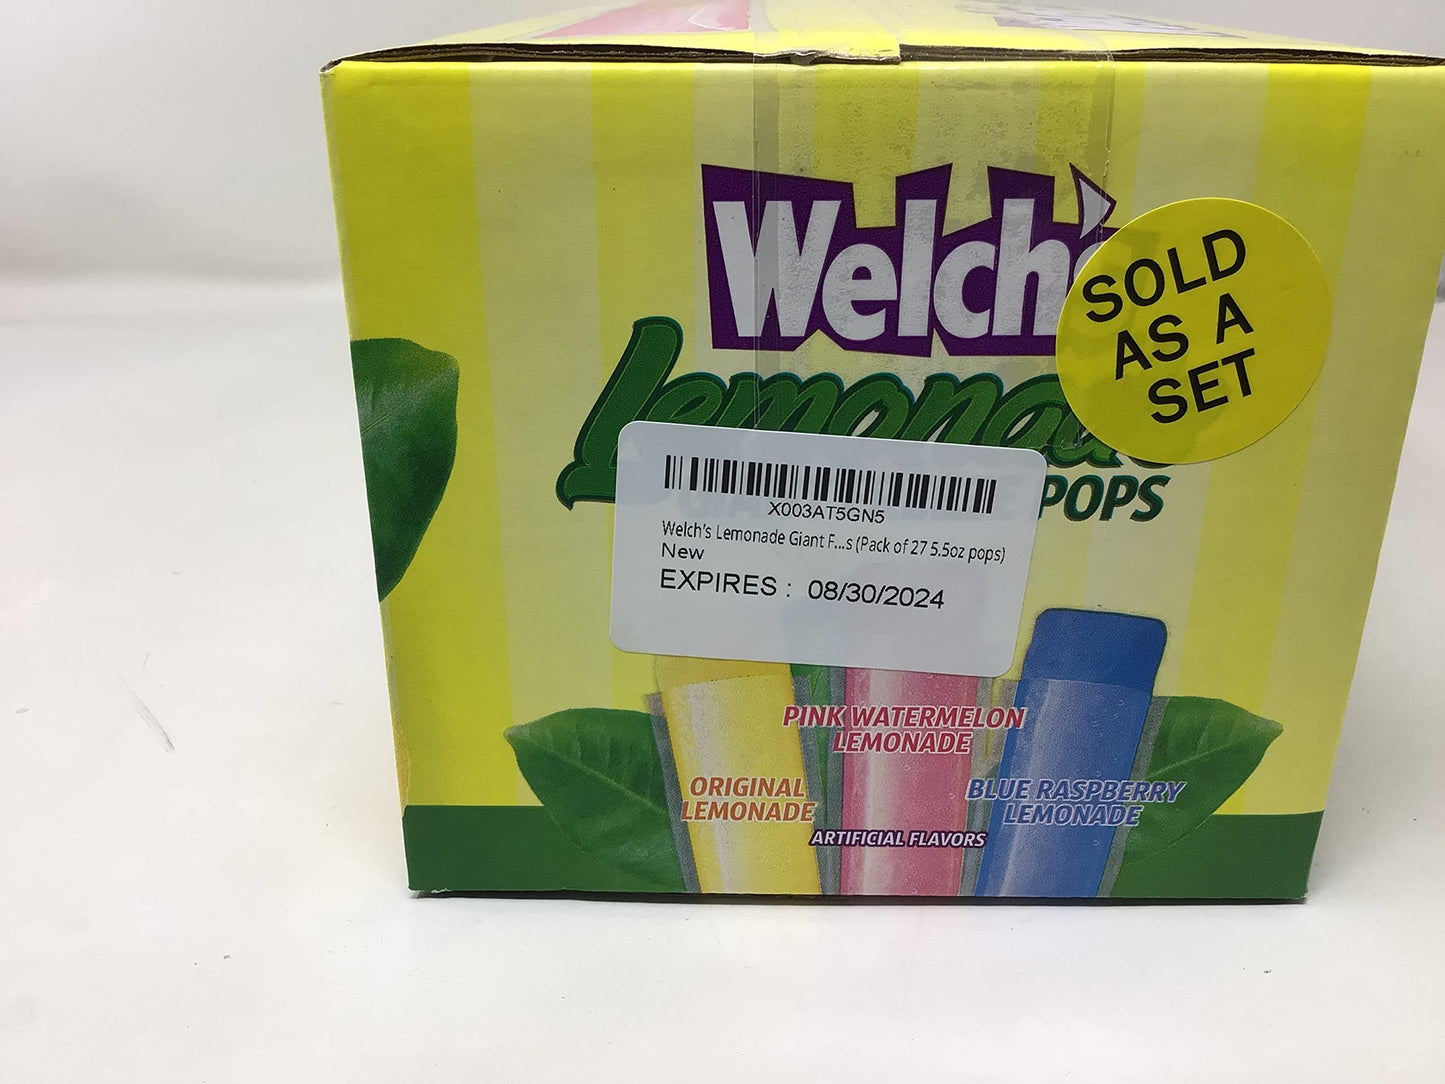 Welch's
SOLD
AS A
SET
Lemonade
POPS
X003AT5GN5
Welch's Lemonade Giant F...s (Pack of 27 5.5oz pops)
New
EXPIRES : 08/30/2024
PINK WATERMELON
LEMONADE
ORIGINAL
LEMONADE
BLUE RASPBERRY
LEMONADE
ARTIFICIAL FLAVORS